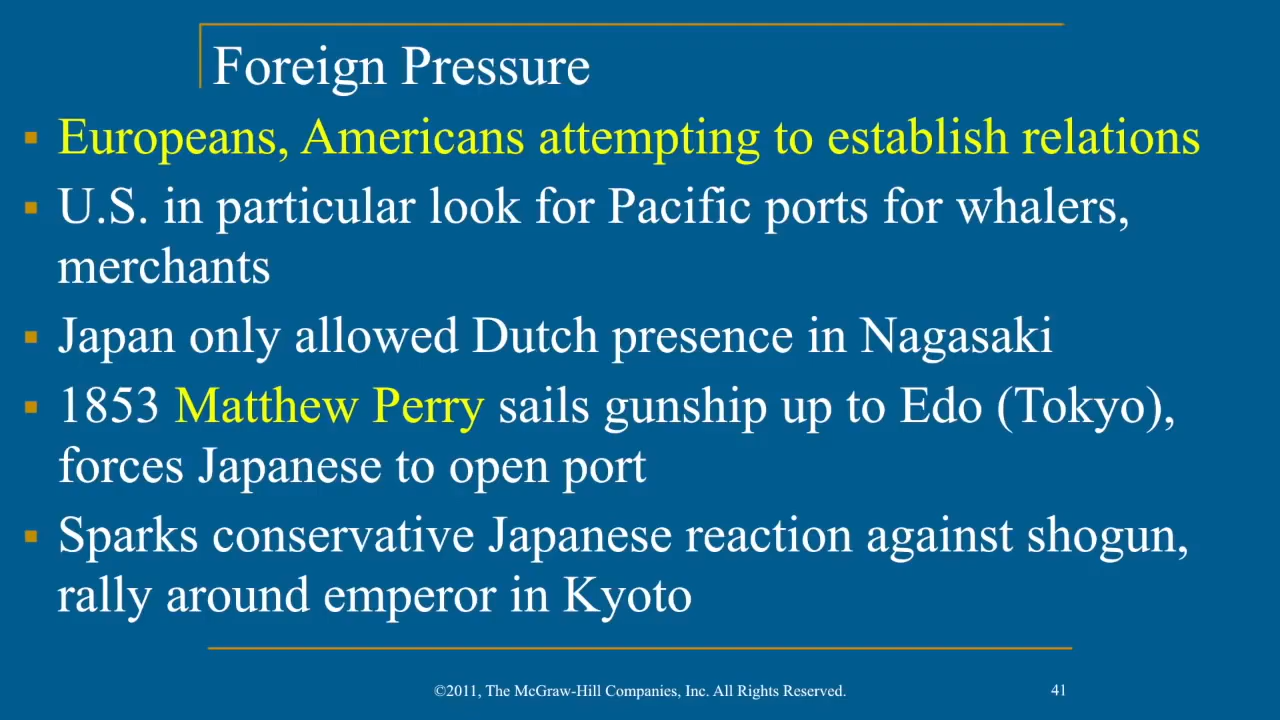 Foreign Pressure
▪ Europeans, Americans attempting to establish relations
▪ U.S. in particular look for Pacific ports for whalers,
merchants
▪ Japan only allowed Dutch presence in Nagasaki
▪ 1853 Matthew Perry sails gunship up to Edo (Tokyo),
forces Japanese to open port
▪ Sparks conservative Japanese reaction against shogun,
rally around emperor in Kyoto
©2011, The McGraw-Hill Companies, Inc. All Rights Reserved.
41